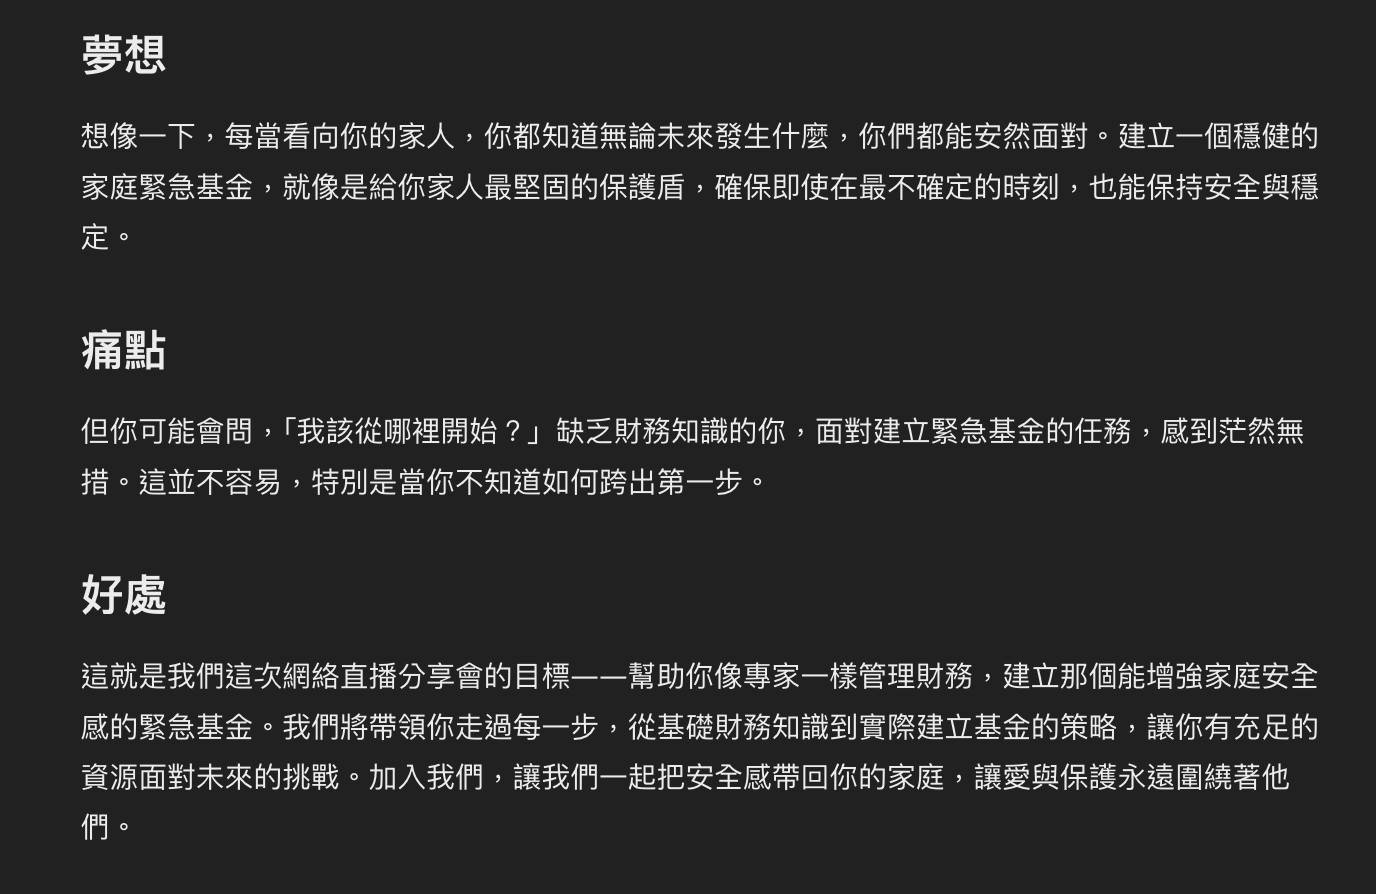 夢想
想像一下，每當看向你的家人，你都知道無論未來發生什麼，你們都能安然面對。建立一個穩健的
家庭緊急基金，就像是給你家人最堅固的保護盾，確保即使在最不確定的時刻，也能保持安全與穩
定。
痛點
但你可能會問，「我該從哪裡開始？」缺乏財務知識的你，面對建立緊急基金的任務，感到茫然無
措。這並不容易，特別是當你不知道如何跨出第一步。
好處
這就是我們這次網絡直播分享會的目標——幫助你像專家一樣管理財務，建立那個能增強家庭安全
感的緊急基金。我們將帶領你走過每一步，從基礎財務知識到實際建立基金的策略，讓你有充足的
資源面對未來的挑戰。加入我們，讓我們一起把安全感帶回你的家庭，讓愛與保護永遠圍繞著他
們。